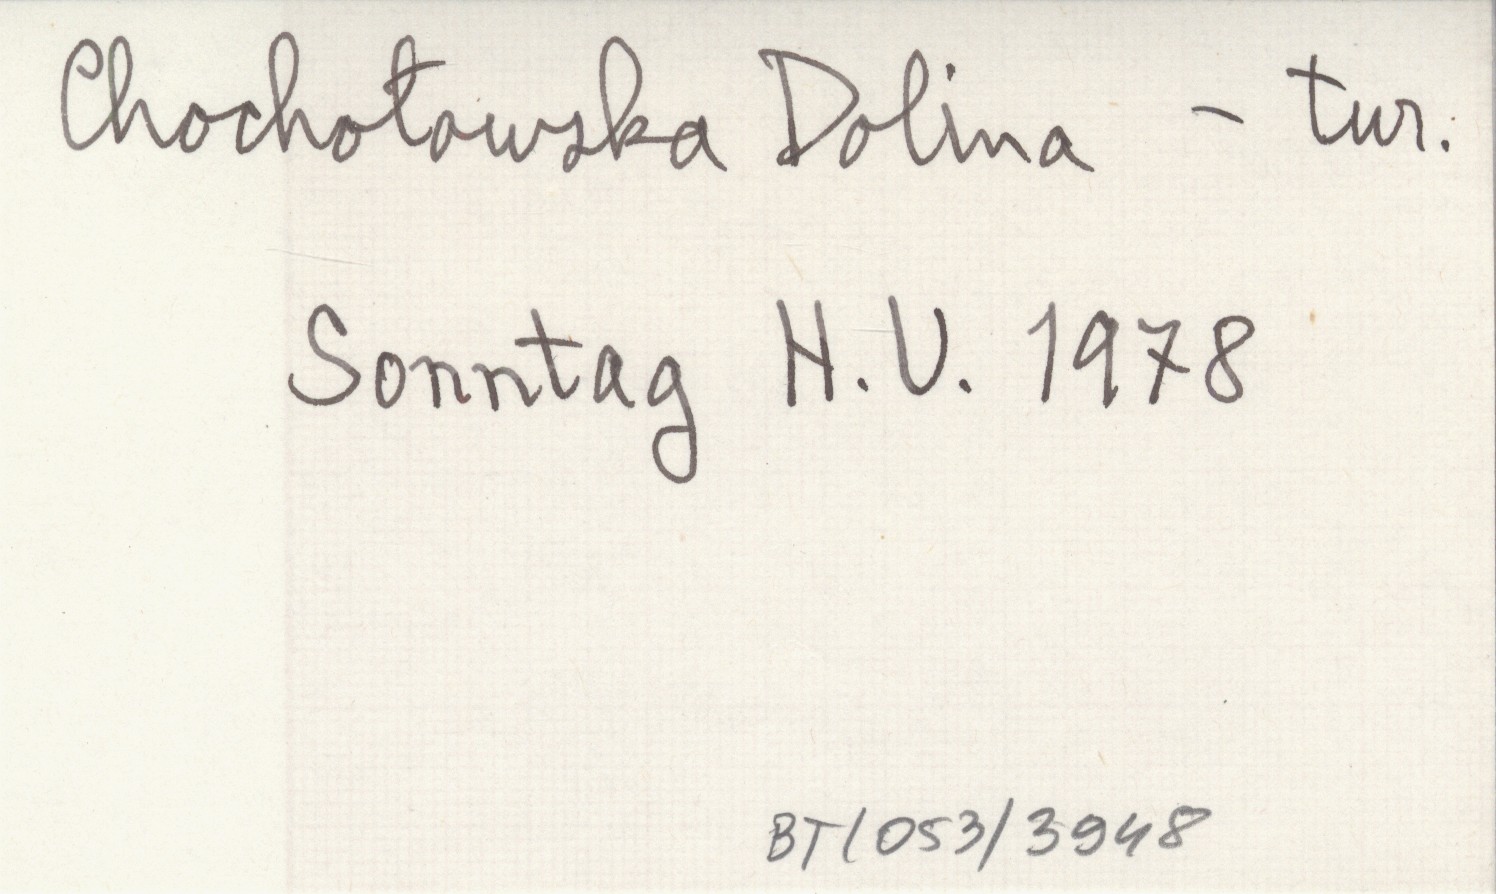 Chochołowska Dolina - tur.
Sonntag H.U. 1978
BT/053/3948